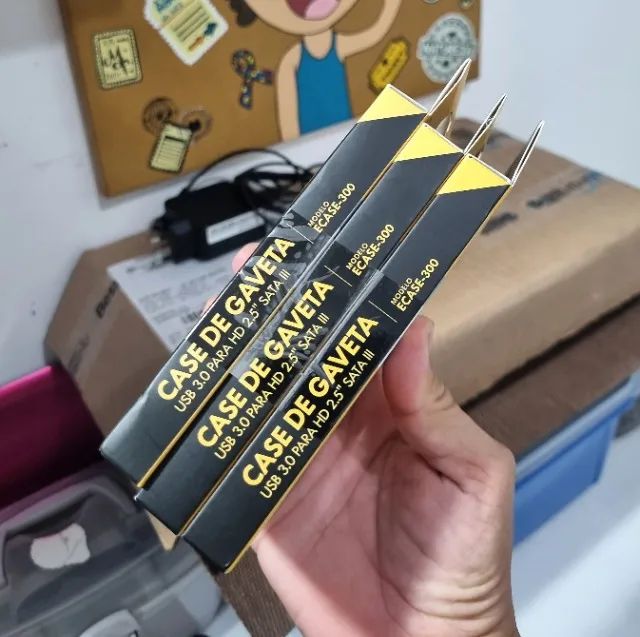 CASE DE GAVETA
USB 3.0 PARA HD 2,5" SATA III
MODELO
ECASE-300
CASE DE GAVETA
USB 3.0 PARA HD 2,5" SATA III
MODELO
ECASE-300
CASE DE GAVETA
USB 3.0 PARA HD 2,5" SATA III
MODELO
ECASE-300